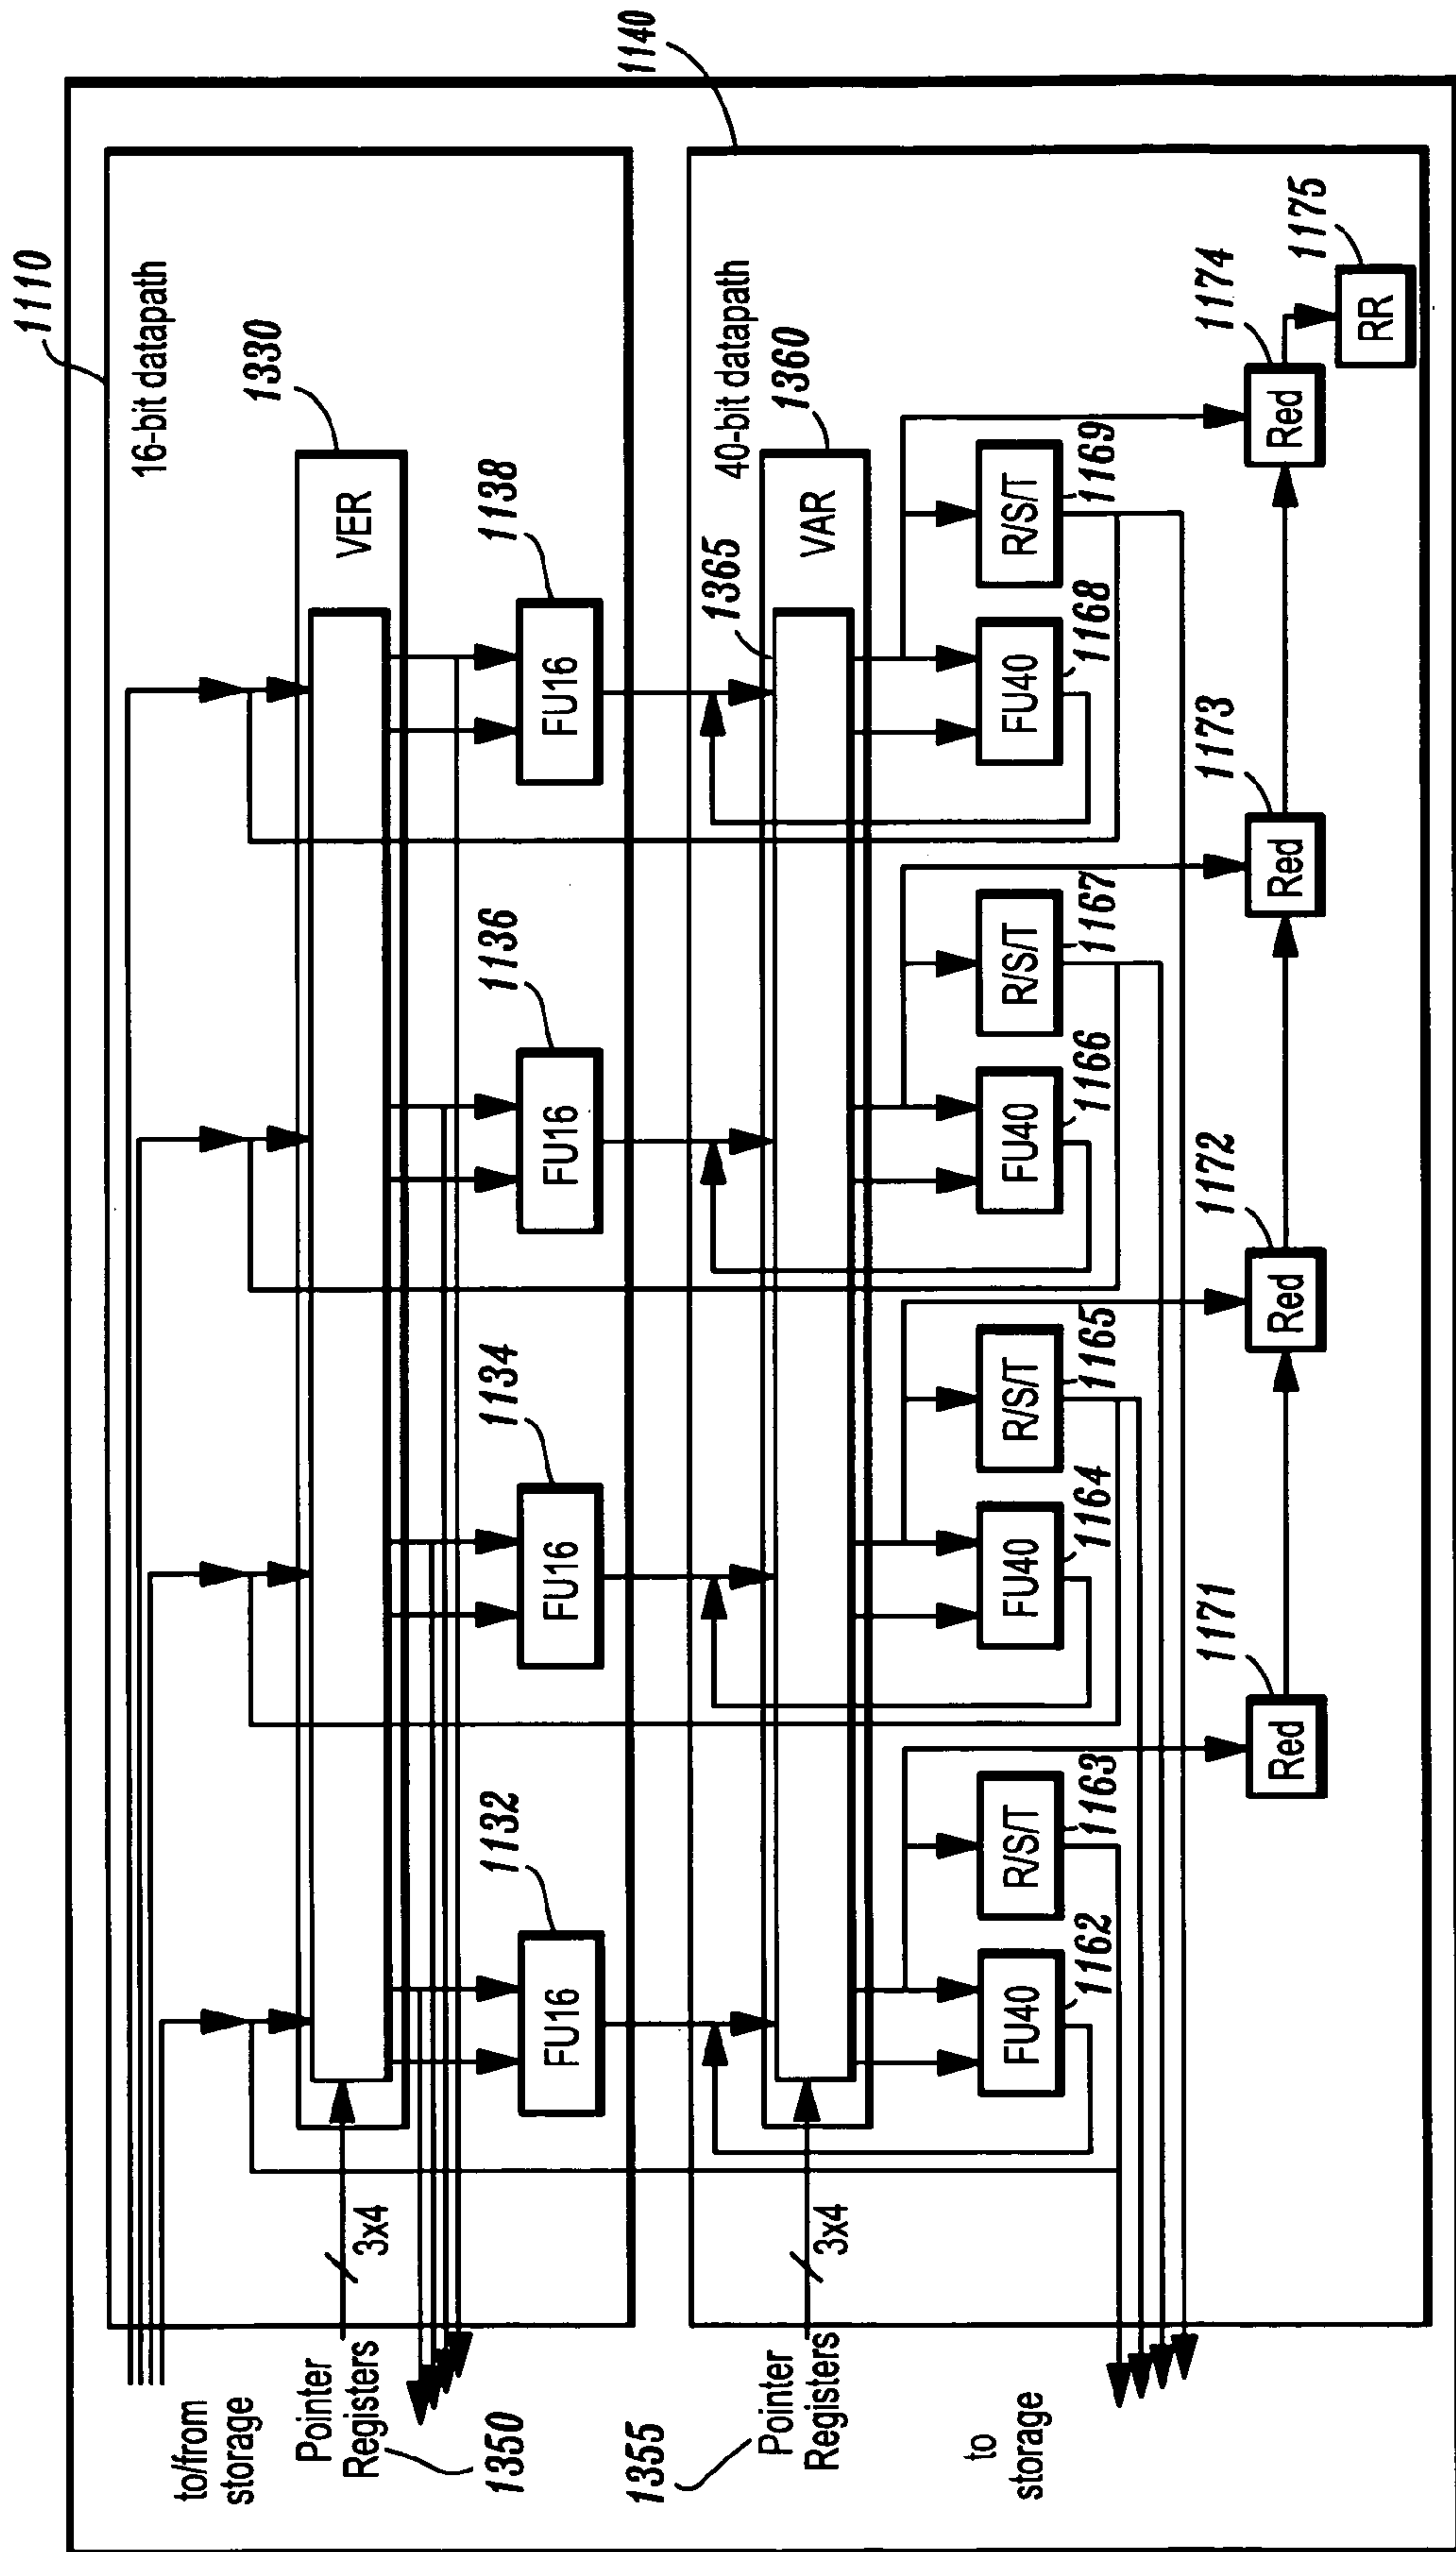 1110
16-bit datapath
1330
VER
1132
1134
1136
1138
FU16
FU16
FU16
FU16
to/from
storage
Pointer
Registers
3x4
1350
1140
40-bit datapath
1360
1365
VAR
1355
Pointer
Registers
3x4
FU40
R/S/T
FU40
R/S/T
FU40
R/S/T
FU40
R/S/T
1162
1163
1164
1165
1166
1167
1168
1169
to
storage
1171
1172
1173
1174
1175
Red
Red
Red
Red
RR